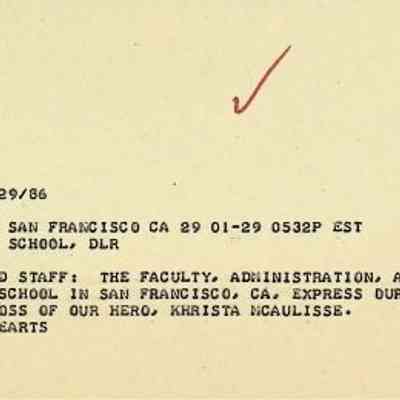 29/86
SAN FRANCISCO CA 29 01-29 0532P EST
SCHOOL, DLR
D STAFF: THE FACULTY, ADMINISTRATION, A
SCHOOL IN SAN FRANCISCO, CA, EXPRESS OUR
OSS OF OUR HERO, KHRISTA MCAULISSE.
EARTS